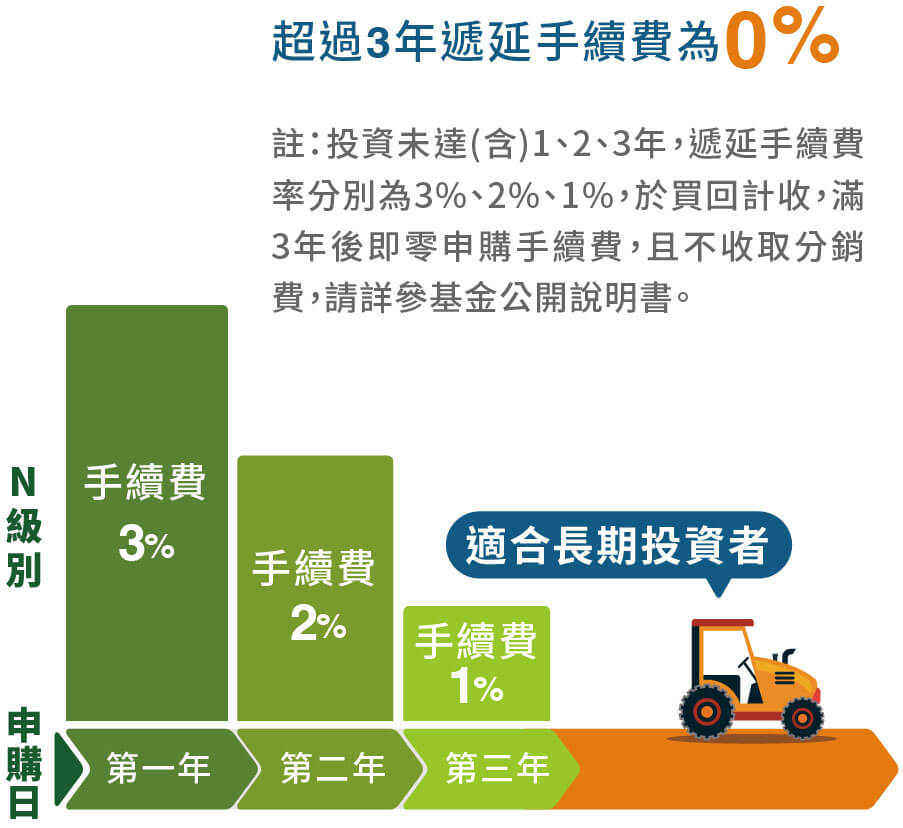 超過3年遞延手續費為0%
註：投資未達(含)1、2、3年，遞延手續費
率分別為3%、2%、1%，於買回計收，滿
3年後即零申購手續費，且不收取分銷
費，請詳參基金公開說明書。
N級別
手續費
3%
手續費
2%
手續費
1%
適合長期投資者
申購日
第一年
第二年
第三年